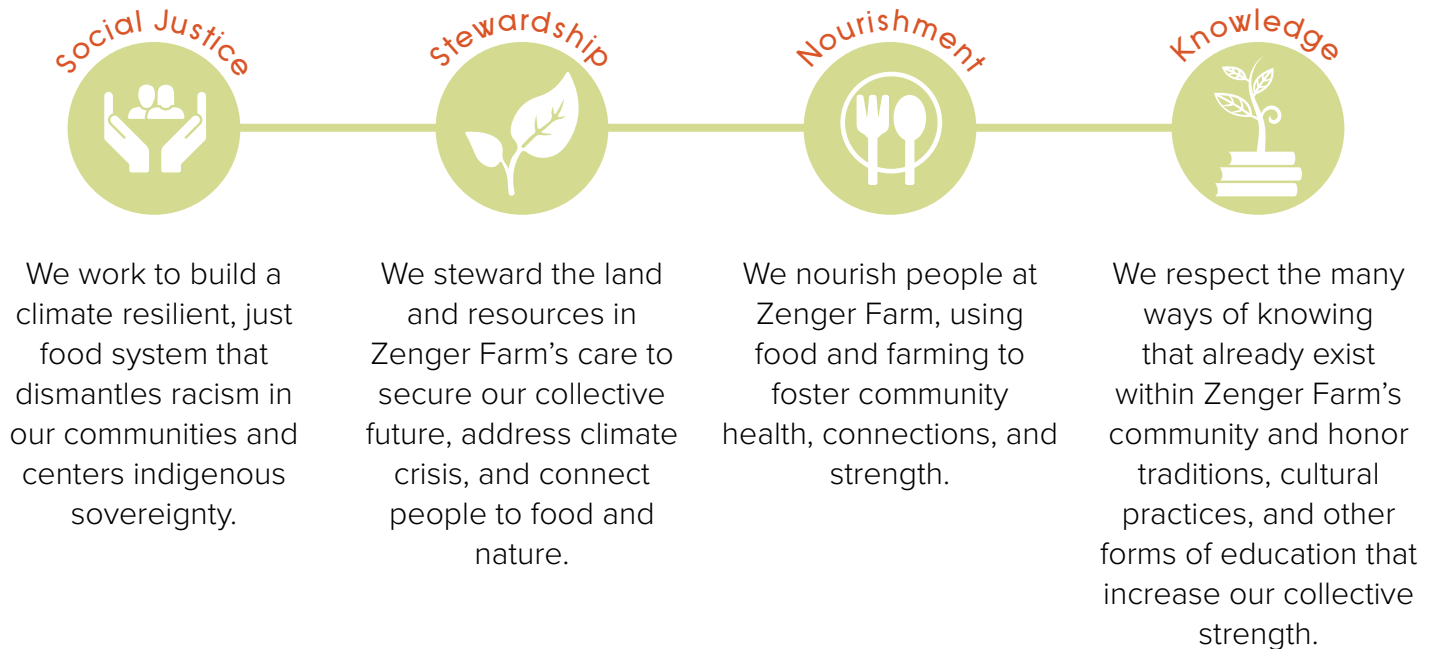 Social Justice
We work to build a
climate resilient, just
food system that
dismantles racism in
our communities and
centers indigenous
sovereignty.
Stewardship
We steward the land
and resources in
Zenger Farm’s care to
secure our collective
future, address climate
crisis, and connect
people to food and
nature.
Nourishment
We nourish people at
Zenger Farm, using
food and farming to
foster community
health, connections, and
strength.
Knowledge
We respect the many
ways of knowing
that already exist
within Zenger Farm’s
community and honor
traditions, cultural
practices, and other
forms of education that
increase our collective
strength.